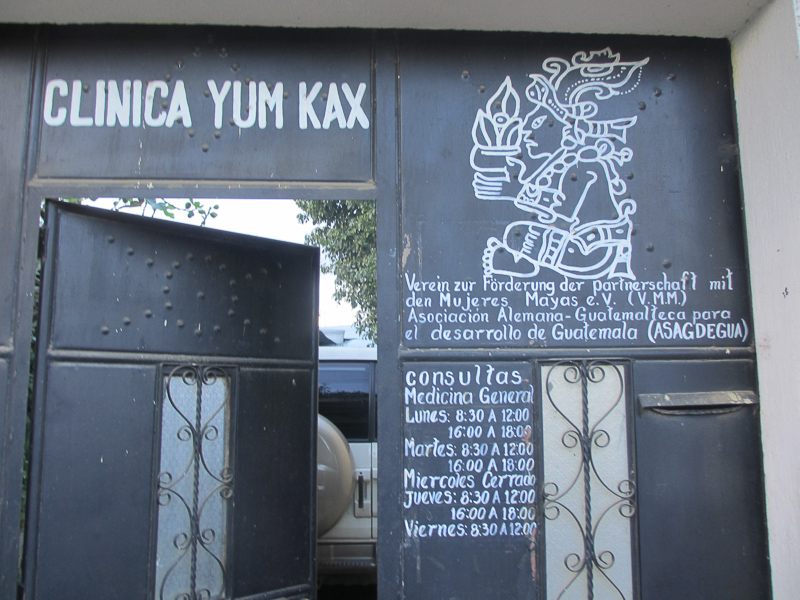 CLINICA YUM KAX
Verein zur Förderung der partnerschaft mit
den Mujeres Mayas e.V. (V.M.M.)
Asociación Alemana-Guatemalteca para
el desarrollo de Guatemala (ASAGDEGUA)
consultas
Medicina General
Lunes: 8:30 A 12:00
16:00 A 18:00
Martes: 8:30 A 12:00
16:00 A 18:00
Miercoles Cerrado
Jueves: 8:30 A 12:00
16:00 A 18:00
Viernes: 8:30 A 12:00